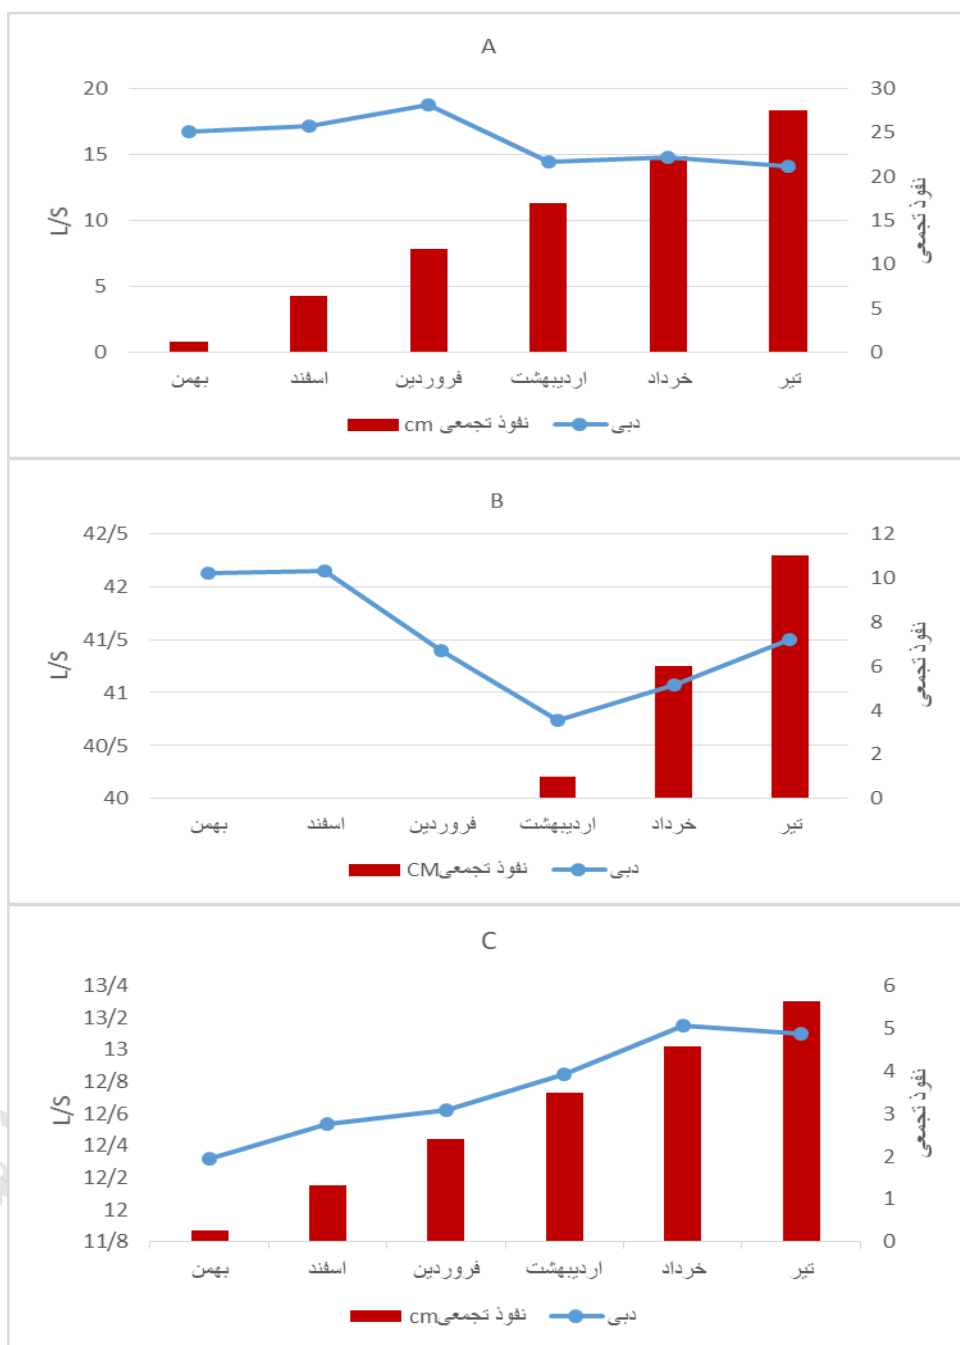 A
20
15
10
5
0
L/S
30
25
20
15
10
5
0
نفوذ تجمعی
بهمن اسفند فروردین اردیبهشت خرداد تیر
نفوذ تجمعی cm دبی
B
42/5
42
41/5
41
40/5
40
L/S
12
10
8
6
4
2
0
نفوذ تجمعی
بهمن اسفند فروردین اردیبهشت خرداد تیر
نفوذ تجمعیCM دبی
C
13/4
13/2
13
12/8
12/6
12/4
12/2
12
11/8
L/S
6
5
4
3
2
1
0
نفوذ تجمعی
بهمن اسفند فروردین اردیبهشت خرداد تیر
نفوذ تجمعیcm دبی